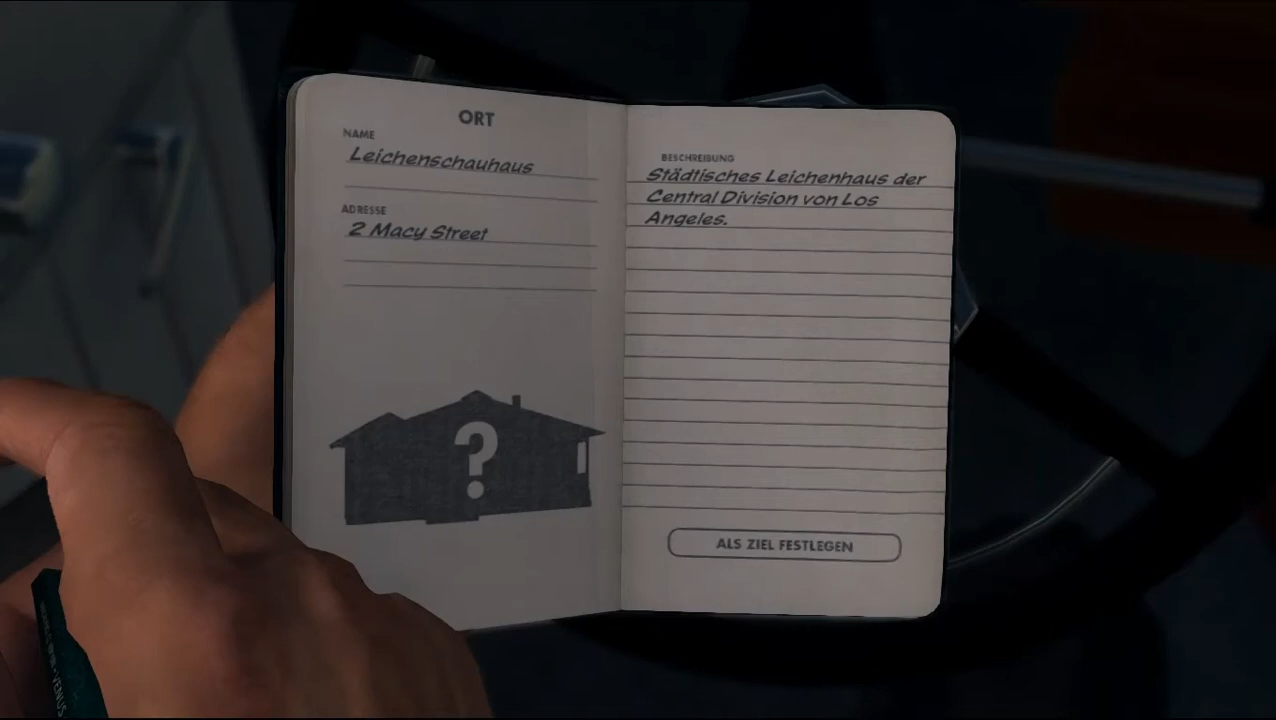 ORT
NAME
Leichenschauhaus
ADRESSE
2 Macy Street
?
BESCHREIBUNG
Städtisches Leichenhaus der
Central Division von Los
Angeles.
ALS ZIEL FESTLEGEN
VENUS